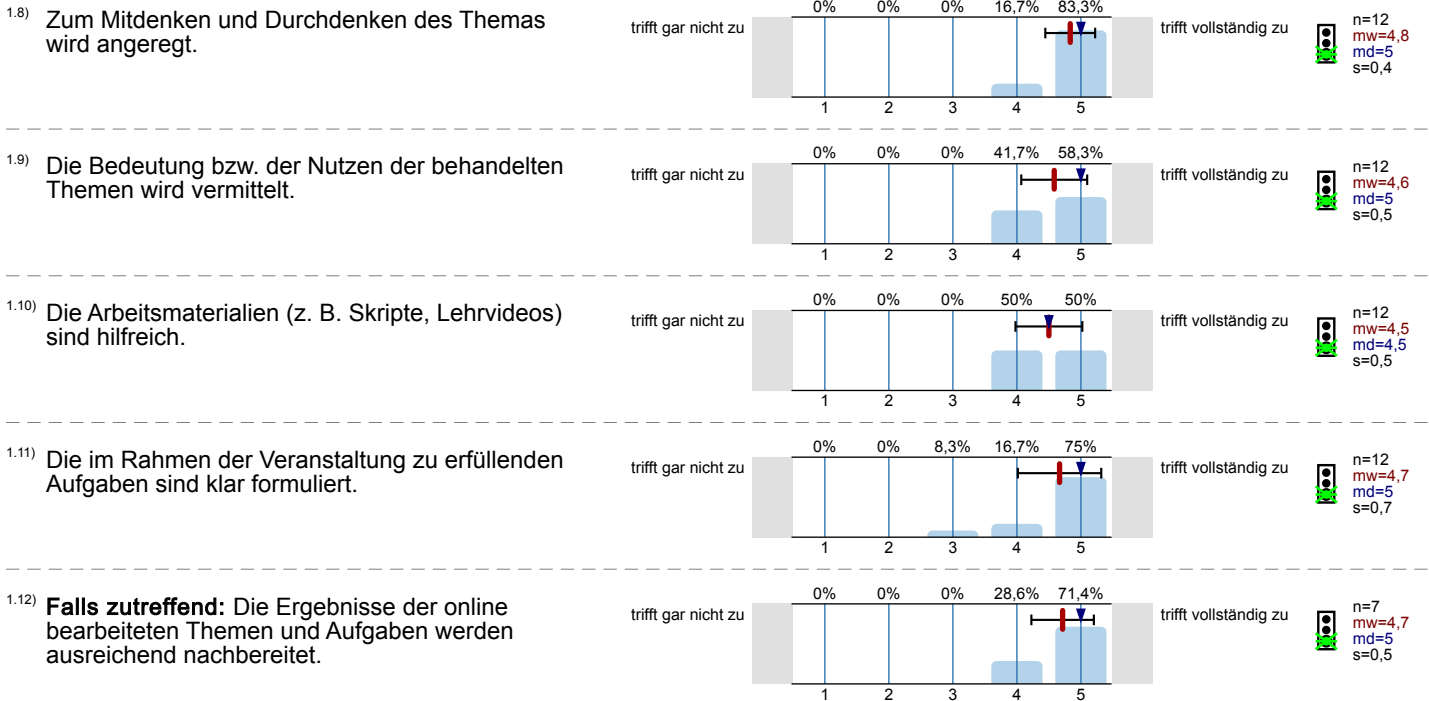 1.8) Zum Mitdenken und Durchdenken des Themas
wird angeregt.
trifft gar nicht zu
0% 0% 0% 16,7% 83,3%
1 2 3 4 5
trifft vollständig zu
n=12
mw=4,8
md=5
s=0,4
1.9) Die Bedeutung bzw. der Nutzen der behandelten
Themen wird vermittelt.
trifft gar nicht zu
0% 0% 0% 41,7% 58,3%
1 2 3 4 5
trifft vollständig zu
n=12
mw=4,6
md=5
s=0,5
1.10) Die Arbeitsmaterialien (z. B. Skripte, Lehrvideos)
sind hilfreich.
trifft gar nicht zu
0% 0% 0% 50% 50%
1 2 3 4 5
trifft vollständig zu
n=12
mw=4,5
md=4,5
s=0,5
1.11) Die im Rahmen der Veranstaltung zu erfüllenden
Aufgaben sind klar formuliert.
trifft gar nicht zu
0% 0% 8,3% 16,7% 75%
1 2 3 4 5
trifft vollständig zu
n=12
mw=4,7
md=5
s=0,7
1.12) Falls zutreffend: Die Ergebnisse der online
bearbeiteten Themen und Aufgaben werden
ausreichend nachbereitet.
trifft gar nicht zu
0% 0% 0% 28,6% 71,4%
1 2 3 4 5
trifft vollständig zu
n=7
mw=4,7
md=5
s=0,5